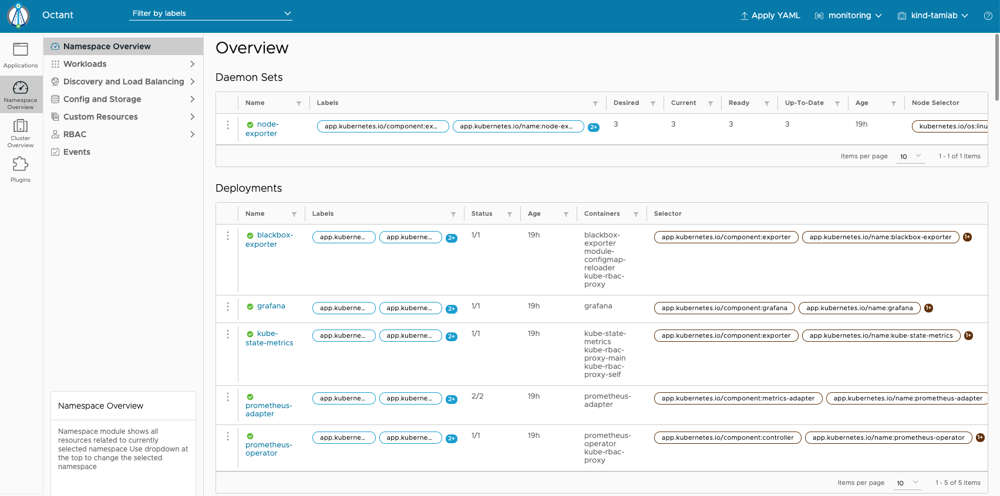 Octant
Filter by labels
Apply YAML
monitoring
kind-tamlab
Applications
Namespace
Overview
Cluster
Overview
Plugins
Namespace Overview
Workloads
Discovery and Load Balancing
Config and Storage
Custom Resources
RBAC
Events
Namespace Overview
Namespace module shows all
resources related to currently
selected namespace Use dropdown at
the top to change the selected
namespace
Overview
Daemon Sets
Name Labels Desired Current Ready Up-To-Date Age Node Selector
node-
exporter
app.kubernetes.io/component:ex... app.kubernetes.io/name:node-ex... 2+ 3 3 3 3 19h kubernetes.io/os:linu
Items per page 10 1 - 1 of 1 items
Deployments
Name Labels Status Age Containers Selector
blackbox-
exporter
app.kuberne... app.kuberne... 2+ 1/1 19h
blackbox-
exporter
module-
configmap-
reloader
kube-rbac-
proxy
app.kubernetes.io/component:exporter app.kubernetes.io/name:blackbox-exporter 1+
grafana app.kuberne... app.kuberne... 2+ 1/1 19h grafana app.kubernetes.io/component:grafana app.kubernetes.io/name:grafana 1+
kube-
state-metrics
app.kuberne... app.kuberne... 2+ 1/1 19h
kube-state-
metrics
kube-rbac-
proxy-main
kube-rbac-
proxy-self
app.kubernetes.io/component:exporter app.kubernetes.io/name:kube-state-metrics 1+
prometheus-
adapter
app.kuberne... app.kuberne... 2+ 2/2 19h
prometheus-
adapter
app.kubernetes.io/component:metrics-adapter app.kubernetes.io/name:prometheus-adapter
prometheus-
operator
app.kuberne... app.kuberne... 2+ 1/1 19h
prometheus-
operator
kube-rbac-
proxy
app.kubernetes.io/component:controller app.kubernetes.io/name:prometheus-operator 1+
Items per page 10 1 - 5 of 5 items